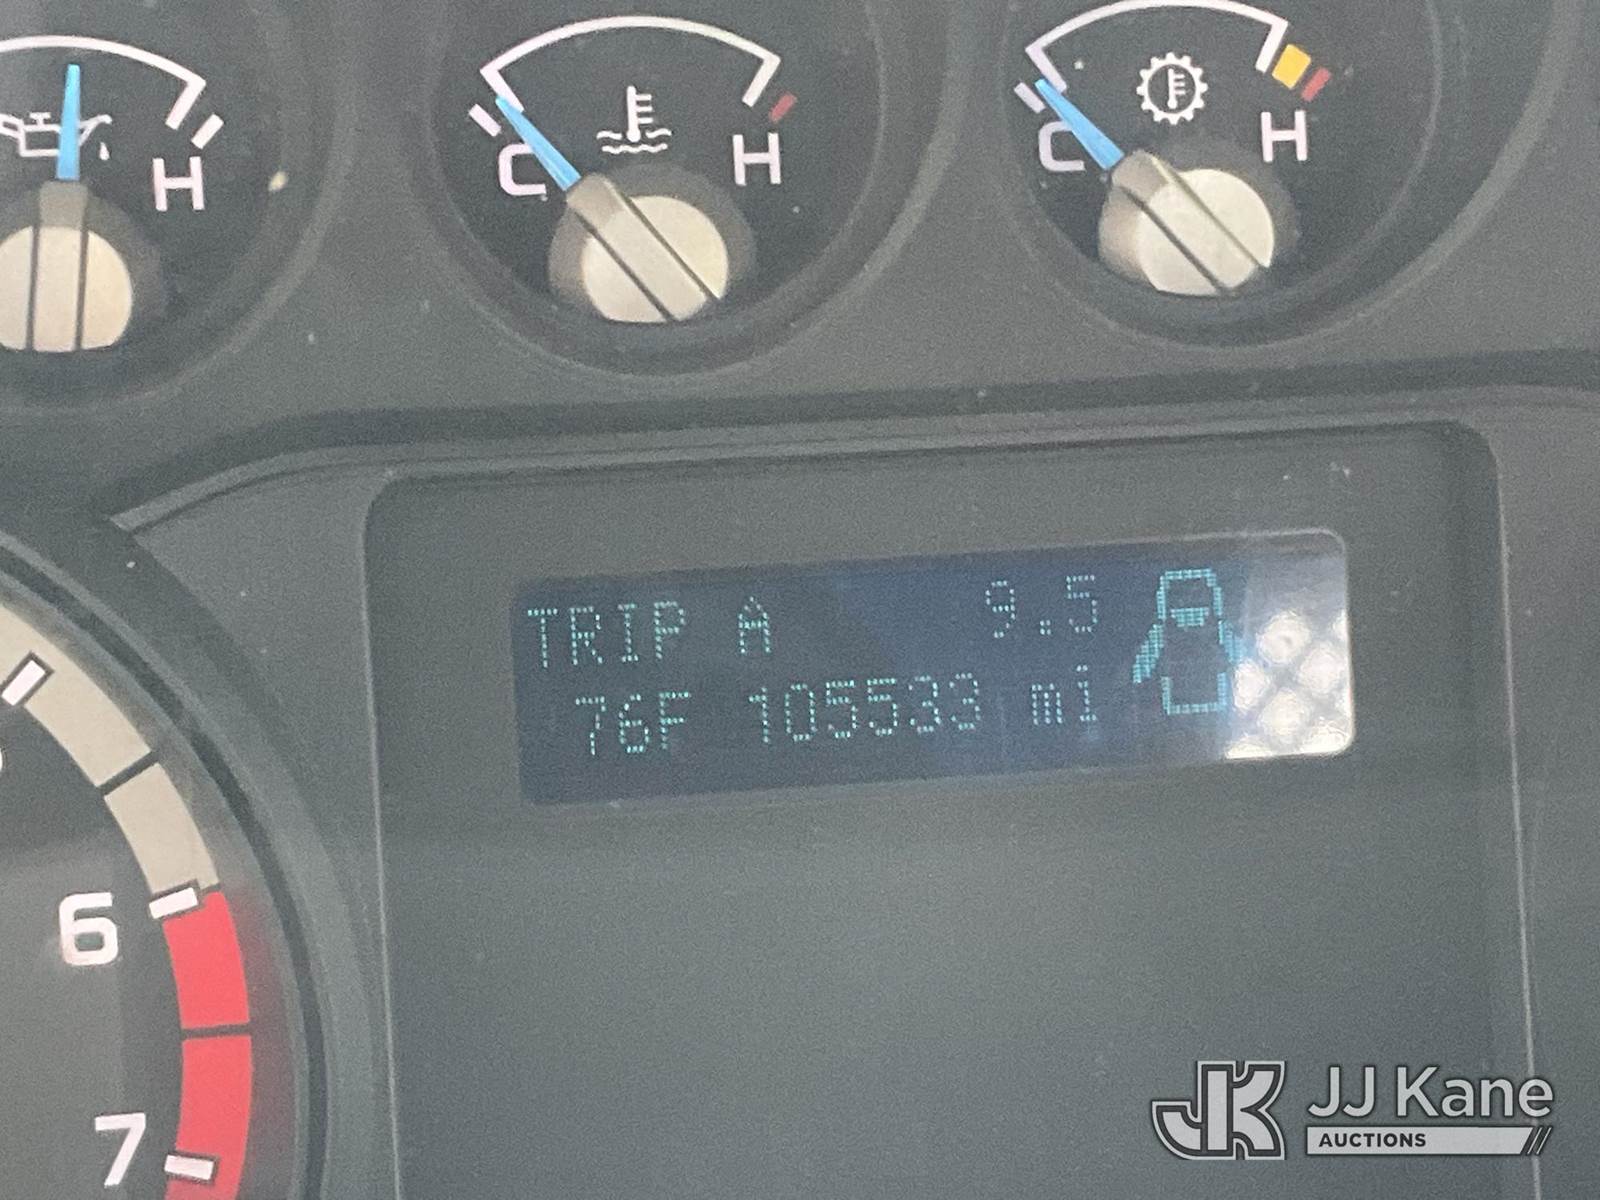 H
C H
C H
TRIP A 9.5
76F 105533 mi
6
7
JK JJ Kane
AUCTIONS